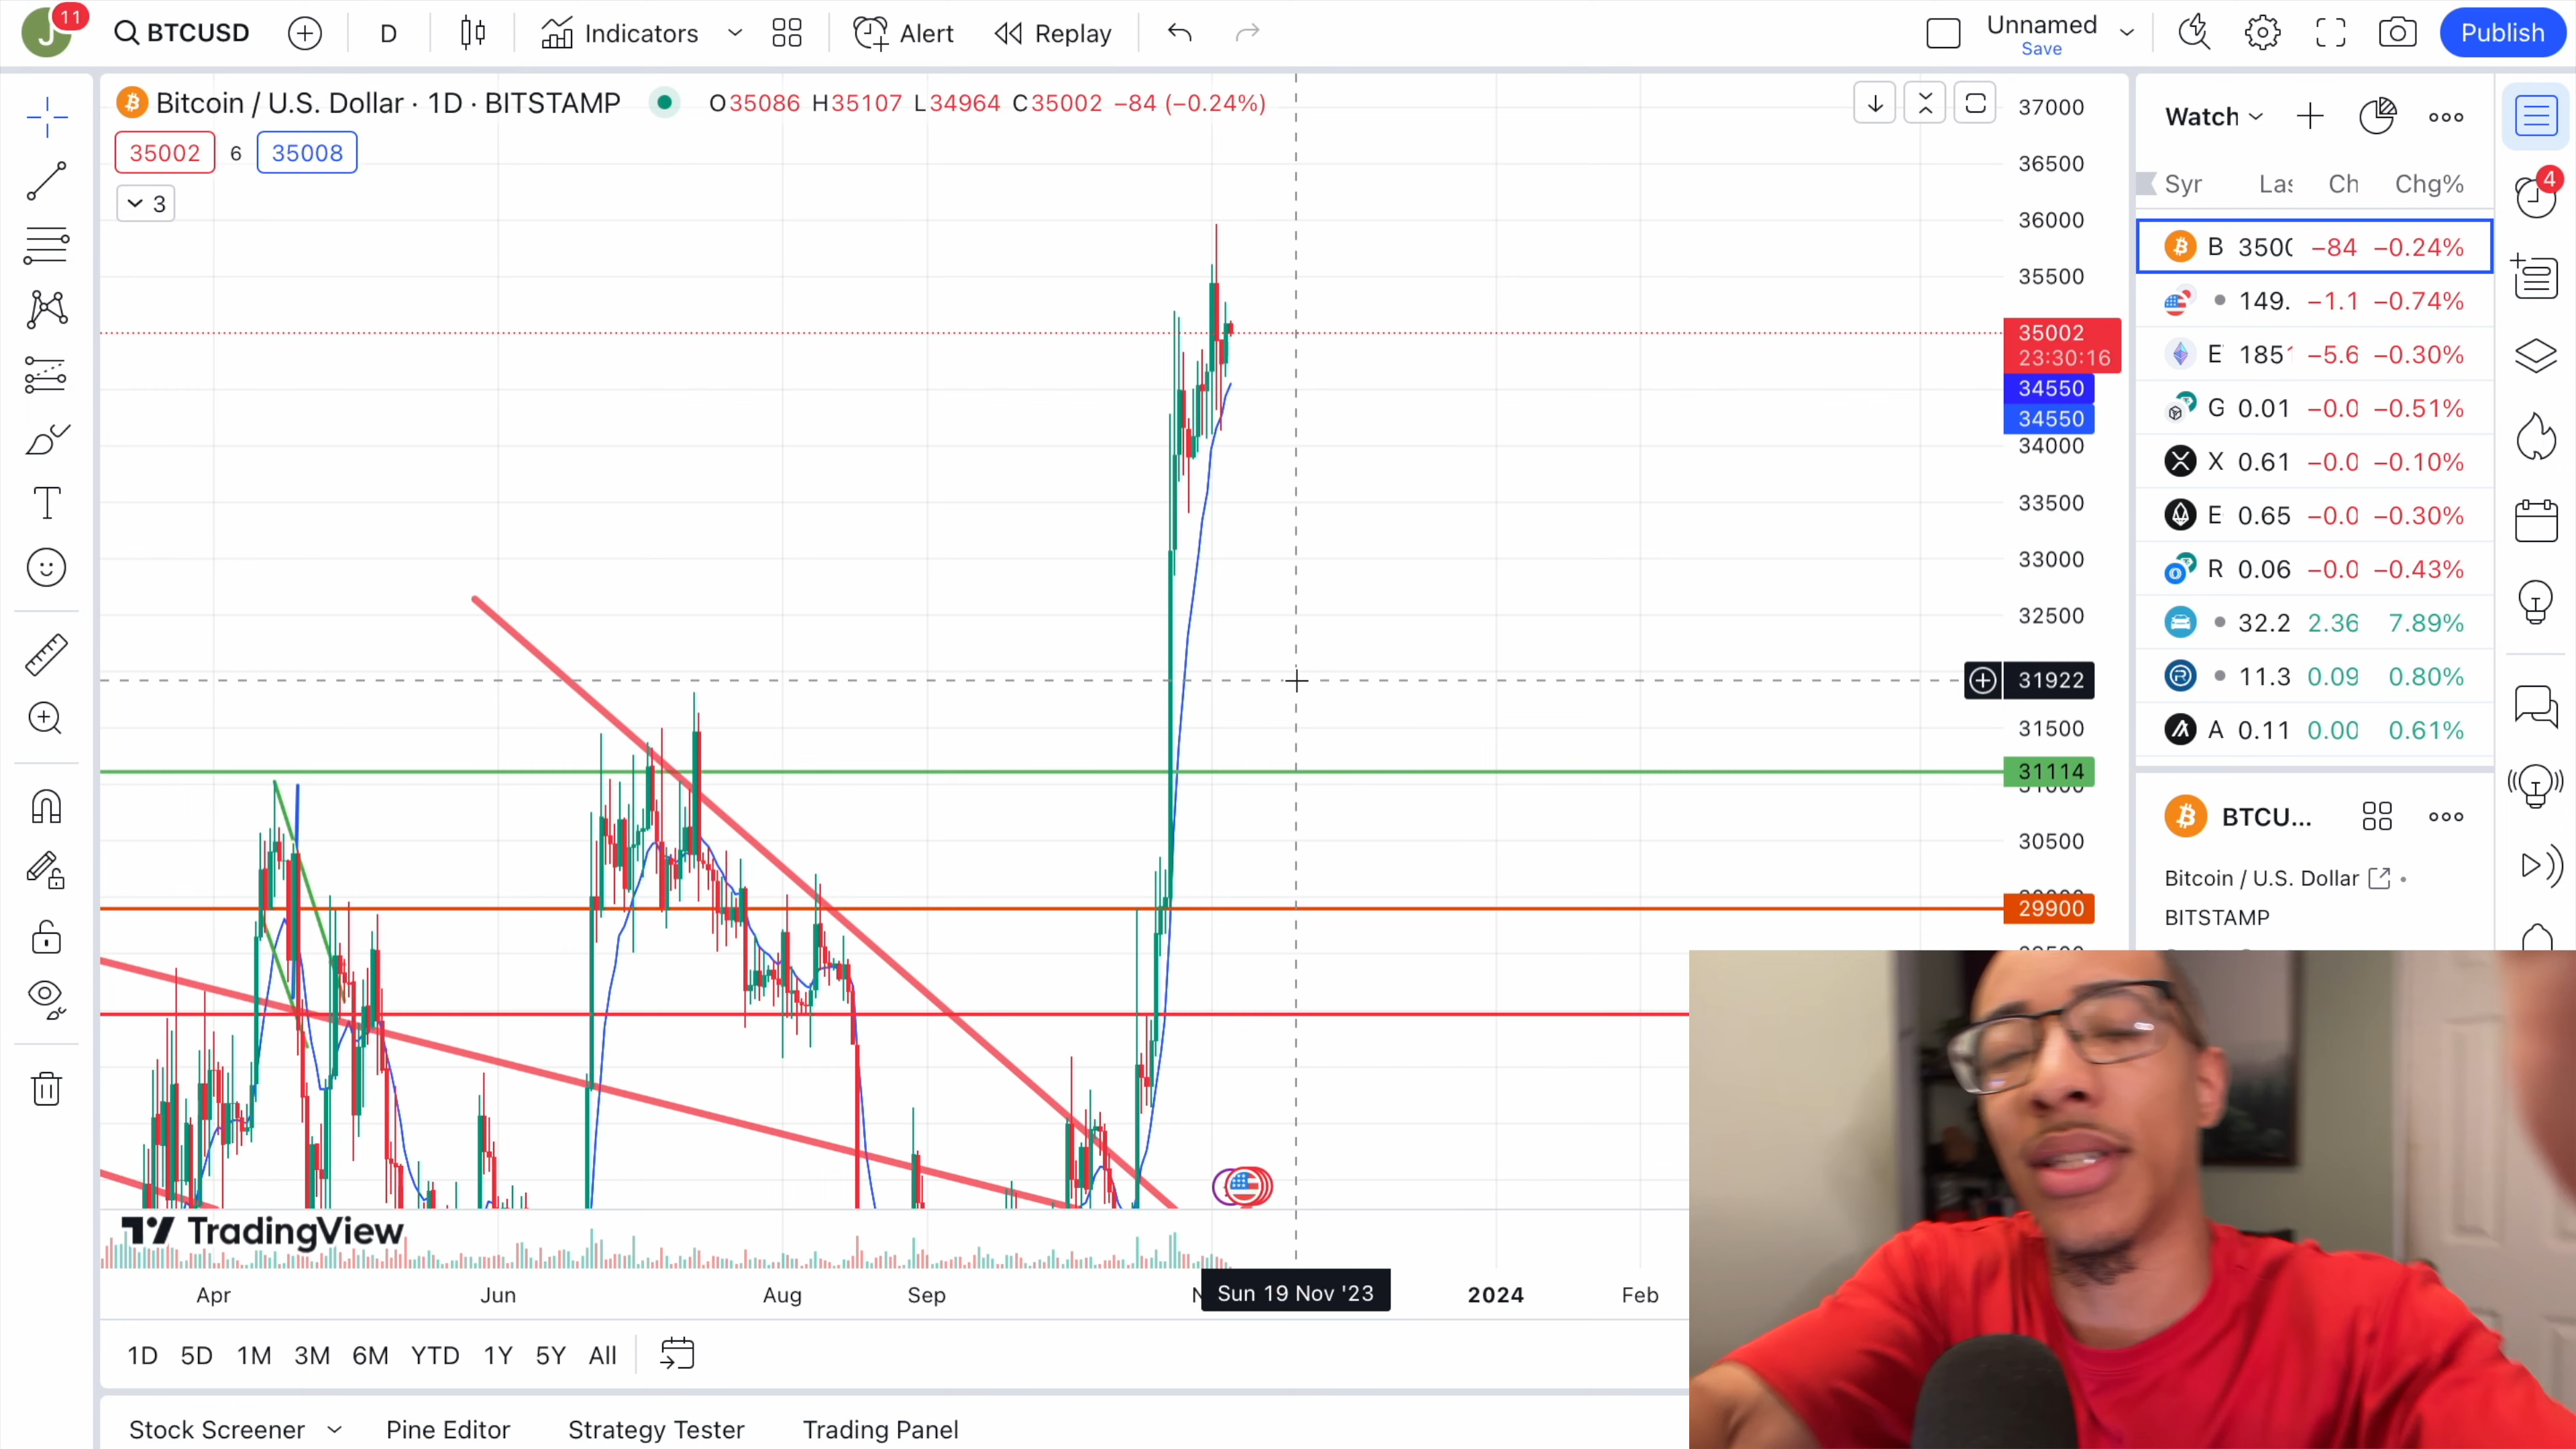 J 11 BTCUSD D Indicators Alert Replay Unnamed Save Publish
Bitcoin / U.S. Dollar · 1D · BITSTAMP O35086 H35107 L34964 C35002 −84 (−0.24%)
35002 6 35008
3
37000
36500
36000
35500
35002
23:30:16
34550
34550
34000
33500
33000
32500
31922
31500
31114
30500
29900
Watch
Syr Las Ch Chg%
B 3500 −84 −0.24%
149. −1.1 −0.74%
E 185 −5.6 −0.30%
G 0.01 −0.0 −0.51%
X 0.61 −0.0 −0.10%
E 0.65 −0.0 −0.30%
R 0.06 −0.0 −0.43%
32.2 2.36 7.89%
11.3 0.09 0.80%
A 0.11 0.00 0.61%
4
BTCU...
Bitcoin / U.S. Dollar
BITSTAMP
TradingView
Apr Jun Aug Sep Sun 19 Nov '23 2024 Feb
1D 5D 1M 3M 6M YTD 1Y 5Y All
Stock Screener Pine Editor Strategy Tester Trading Panel